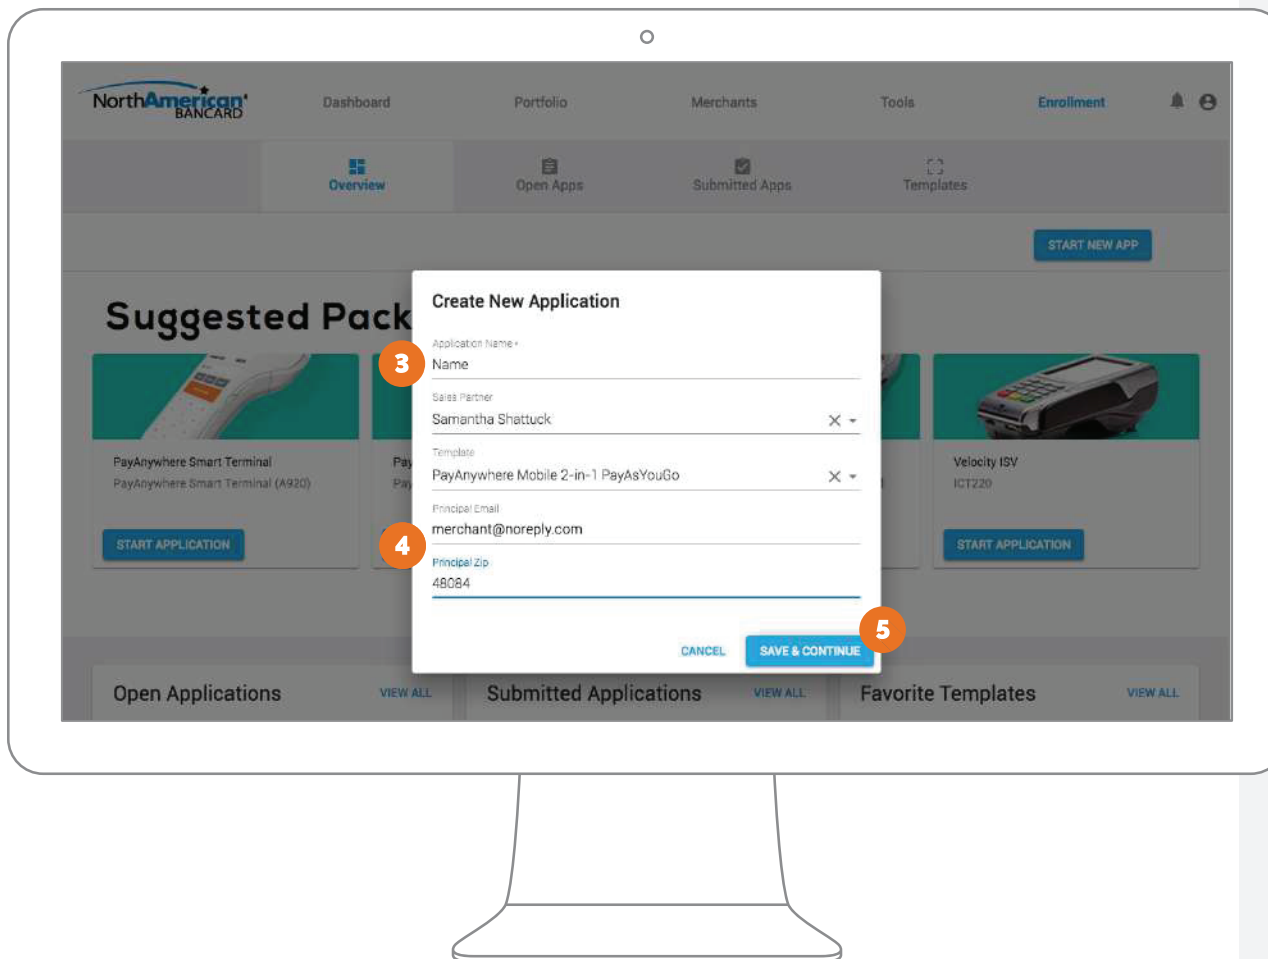 NorthAmerican
BANCARD
Dashboard
Portfolio
Merchants
Tools
Enrollment
Overview
Open Apps
Submitted Apps
Templates
START NEW APP
Suggested Pack
Create New Application
Application Name *
3
Name
Sales Partner
Samantha Shattuck
Template
PayAnywhere Mobile 2-in-1 PayAsYouGo
Principal Email
merchant@noreply.com
4
Principal Zip
48084
CANCEL
SAVE & CONTINUE
5
PayAnywhere Smart Terminal
PayAnywhere Smart Terminal (A920)
START APPLICATION
Pay
Pay
Velocity ISV
ICT220
START APPLICATION
Open Applications
VIEW ALL
Submitted Applications
VIEW ALL
Favorite Templates
VIEW ALL